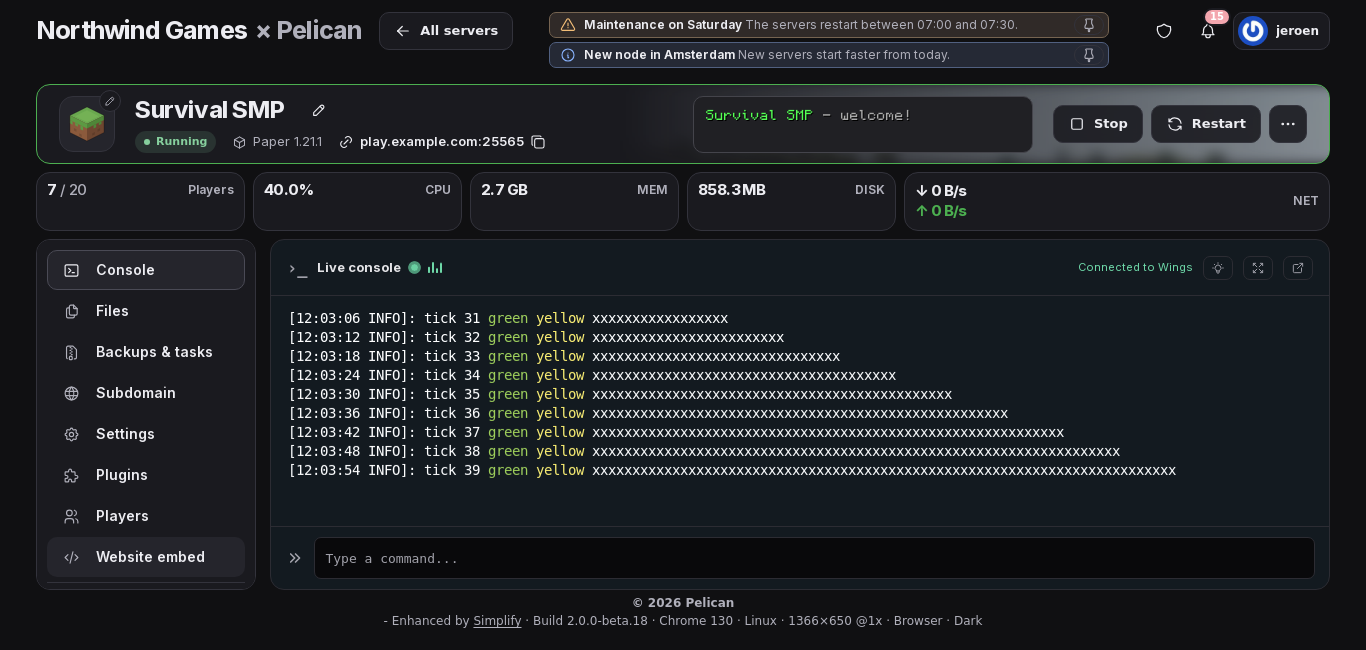 Northwind Games × Pelican
All servers
Maintenance on Saturday The servers restart between 07:00 and 07:30.
New node in Amsterdam New servers start faster from today.
15
jeroen
Survival SMP
Running
Paper 1.21.1
play.example.com:25565
Survival SMP - welcome!
Stop
Restart
7 / 20
Players
40.0%
CPU
2.7 GB
MEM
858.3 MB
DISK
↓ 0 B/s
↑ 0 B/s
NET
Console
Files
Backups & tasks
Subdomain
Settings
Plugins
Players
Website embed
Live console
Connected to Wings
[12:03:06 INFO]: tick 31 green yellow xxxxxxxxxxxxxxxxx
[12:03:12 INFO]: tick 32 green yellow xxxxxxxxxxxxxxxxxxxxxxxx
[12:03:18 INFO]: tick 33 green yellow xxxxxxxxxxxxxxxxxxxxxxxxxxxxxxx
[12:03:24 INFO]: tick 34 green yellow xxxxxxxxxxxxxxxxxxxxxxxxxxxxxxxxxxxxxx
[12:03:30 INFO]: tick 35 green yellow xxxxxxxxxxxxxxxxxxxxxxxxxxxxxxxxxxxxxxxxxxxxx
[12:03:36 INFO]: tick 36 green yellow xxxxxxxxxxxxxxxxxxxxxxxxxxxxxxxxxxxxxxxxxxxxxxxxxxxx
[12:03:42 INFO]: tick 37 green yellow xxxxxxxxxxxxxxxxxxxxxxxxxxxxxxxxxxxxxxxxxxxxxxxxxxxxxxxxxxx
[12:03:48 INFO]: tick 38 green yellow xxxxxxxxxxxxxxxxxxxxxxxxxxxxxxxxxxxxxxxxxxxxxxxxxxxxxxxxxxxxxxxxxx
[12:03:54 INFO]: tick 39 green yellow xxxxxxxxxxxxxxxxxxxxxxxxxxxxxxxxxxxxxxxxxxxxxxxxxxxxxxxxxxxxxxxxxxxxxxxxx
Type a command...
© 2026 Pelican
- Enhanced by Simplify · Build 2.0.0-beta.18 · Chrome 130 · Linux · 1366×650 @1x · Browser · Dark